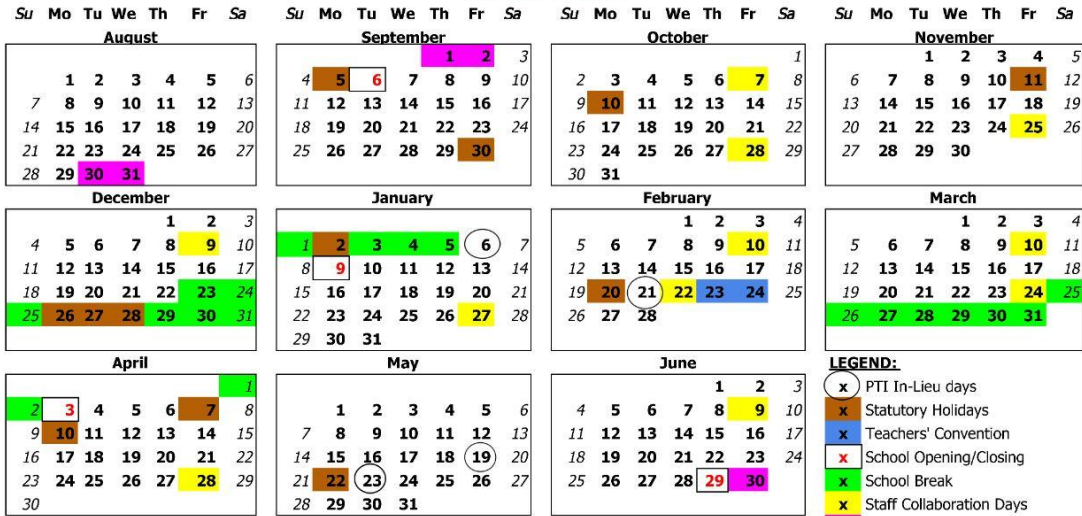 Su Mo Tu We Th Fr Sa Su Mo Tu We Th Fr Sa Su Mo Tu We Th Fr Sa Su Mo Tu We Th Fr Sa
August September October November
1 2 3 1 1 2 3 4 5
1 2 3 4 5 6 4 5 6 7 8 9 10 2 3 4 5 6 7 8 6 7 8 9 10 11 12
7 8 9 10 11 12 13 11 12 13 14 15 16 17 9 10 11 12 13 14 15 13 14 15 16 17 18 19
14 15 16 17 18 19 20 18 19 20 21 22 23 24 16 17 18 19 20 21 22 20 21 22 23 24 25 26
21 22 23 24 25 26 27 25 26 27 28 29 30 23 24 25 26 27 28 29 27 28 29 30
28 29 30 31 30 31
December January February March
1 2 3 1 2 3 4 1 2 3 4
4 5 6 7 8 9 10 1 2 3 4 5 6 7 5 6 7 8 9 10 11 5 6 7 8 9 10 11
11 12 13 14 15 16 17 8 9 10 11 12 13 14 12 13 14 15 16 17 18 12 13 14 15 16 17 18
18 19 20 21 22 23 24 15 16 17 18 19 20 21 19 20 21 22 23 24 25 19 20 21 22 23 24 25
25 26 27 28 29 30 31 22 23 24 25 26 27 28 26 27 28 26 27 28 29 30 31
29 30 31
April May June LEGEND:
1 1 2 3 x PTI In-Lieu days
2 3 4 5 6 7 8 1 2 3 4 5 6 4 5 6 7 8 9 10 x Statutory Holidays
9 10 11 12 13 14 15 7 8 9 10 11 12 13 11 12 13 14 15 16 17 x Teachers' Convention
16 17 18 19 20 21 22 14 15 16 17 18 19 20 18 19 20 21 22 23 24 x School Opening/Closing
23 24 25 26 27 28 29 21 22 23 24 25 26 27 25 26 27 28 29 30 x School Break
30 28 29 30 31 x Staff Collaboration Days